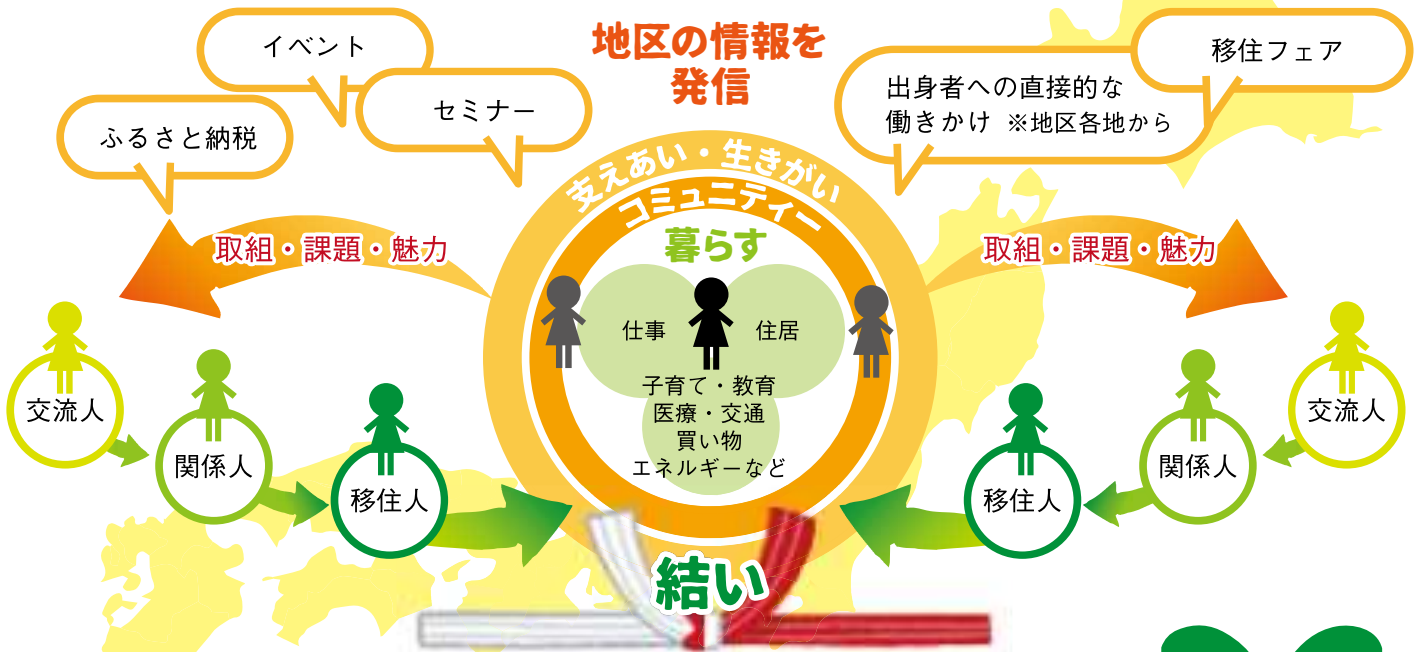 地区の情報を
発信
イベント
セミナー
ふるさと納税
出身者への直接的な
働きかけ ※地区各地から
移住フェア
支えあい・生きがい
コミュニティー
暮らす
取組・課題・魅力
取組・課題・魅力
仕事
住居
子育て・教育
医療・交通
買い物
エネルギーなど
交流人
関係人
移住人
移住人
関係人
交流人
結い